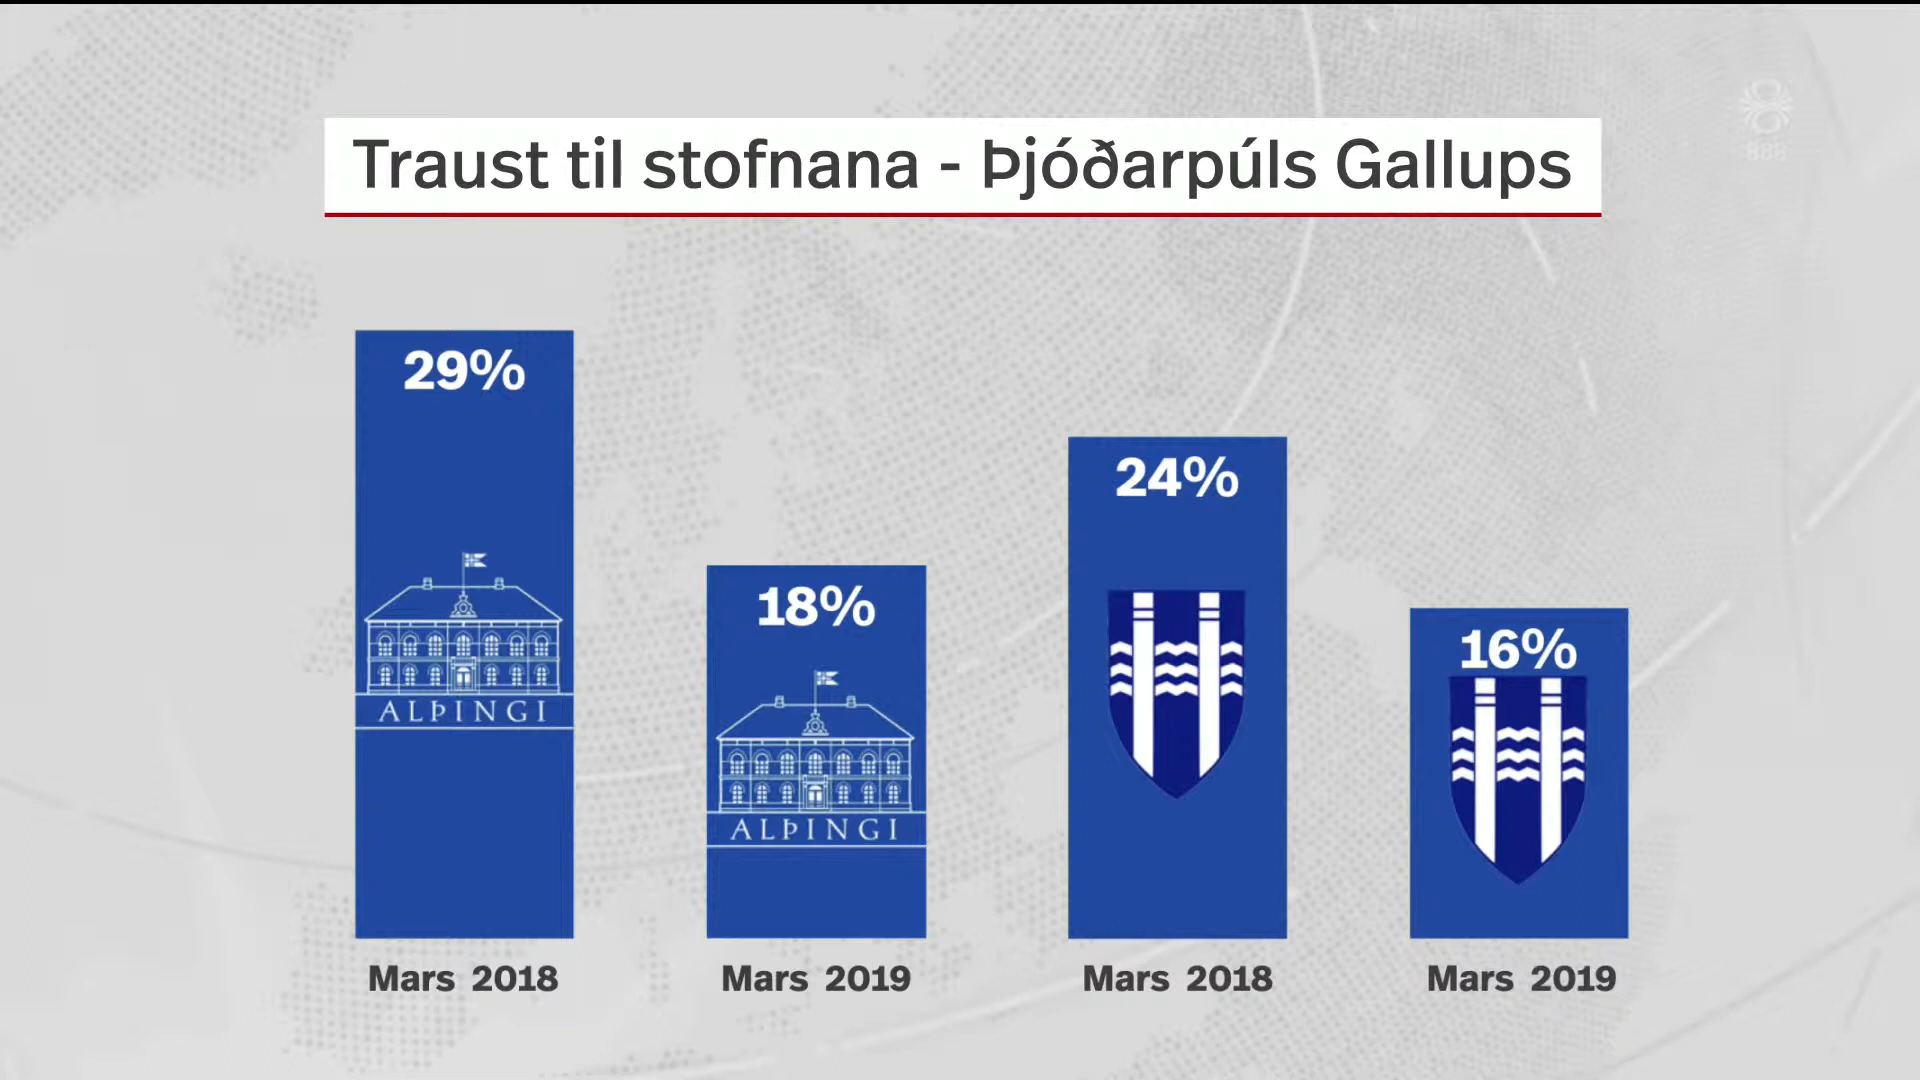 Traust til stofnana - Þjóðarpúls Gallups
29%
18%
24%
16%
ALÞINGI
ALÞINGI
Mars 2018
Mars 2019
Mars 2018
Mars 2019
888